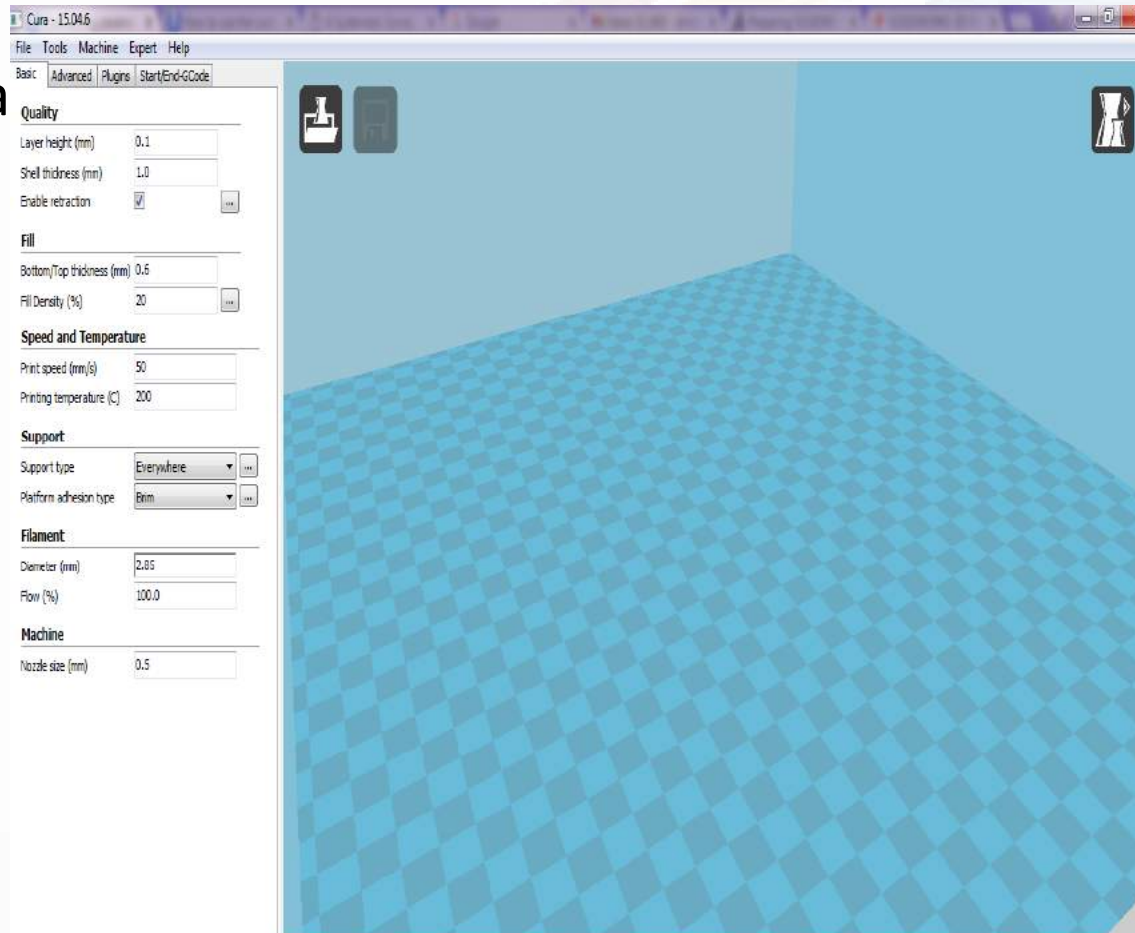 Cura - 15.04.6
File Tools Machine Expert Help
Basic Advanced Plugins Start/End-GCode
a
Quality
Layer height (mm) 0.1
Shell thickness (mm) 1.0
Enable retraction ...
Fill
Bottom/Top thickness (mm) 0.6
Fill Density (%) 20 ...
Speed and Temperature
Print speed (mm/s) 50
Printing temperature (C) 200
Support
Support type Everywhere ...
Platform adhesion type Brim ...
Filament
Diameter (mm) 2.85
Flow (%) 100.0
Machine
Nozzle size (mm) 0.5